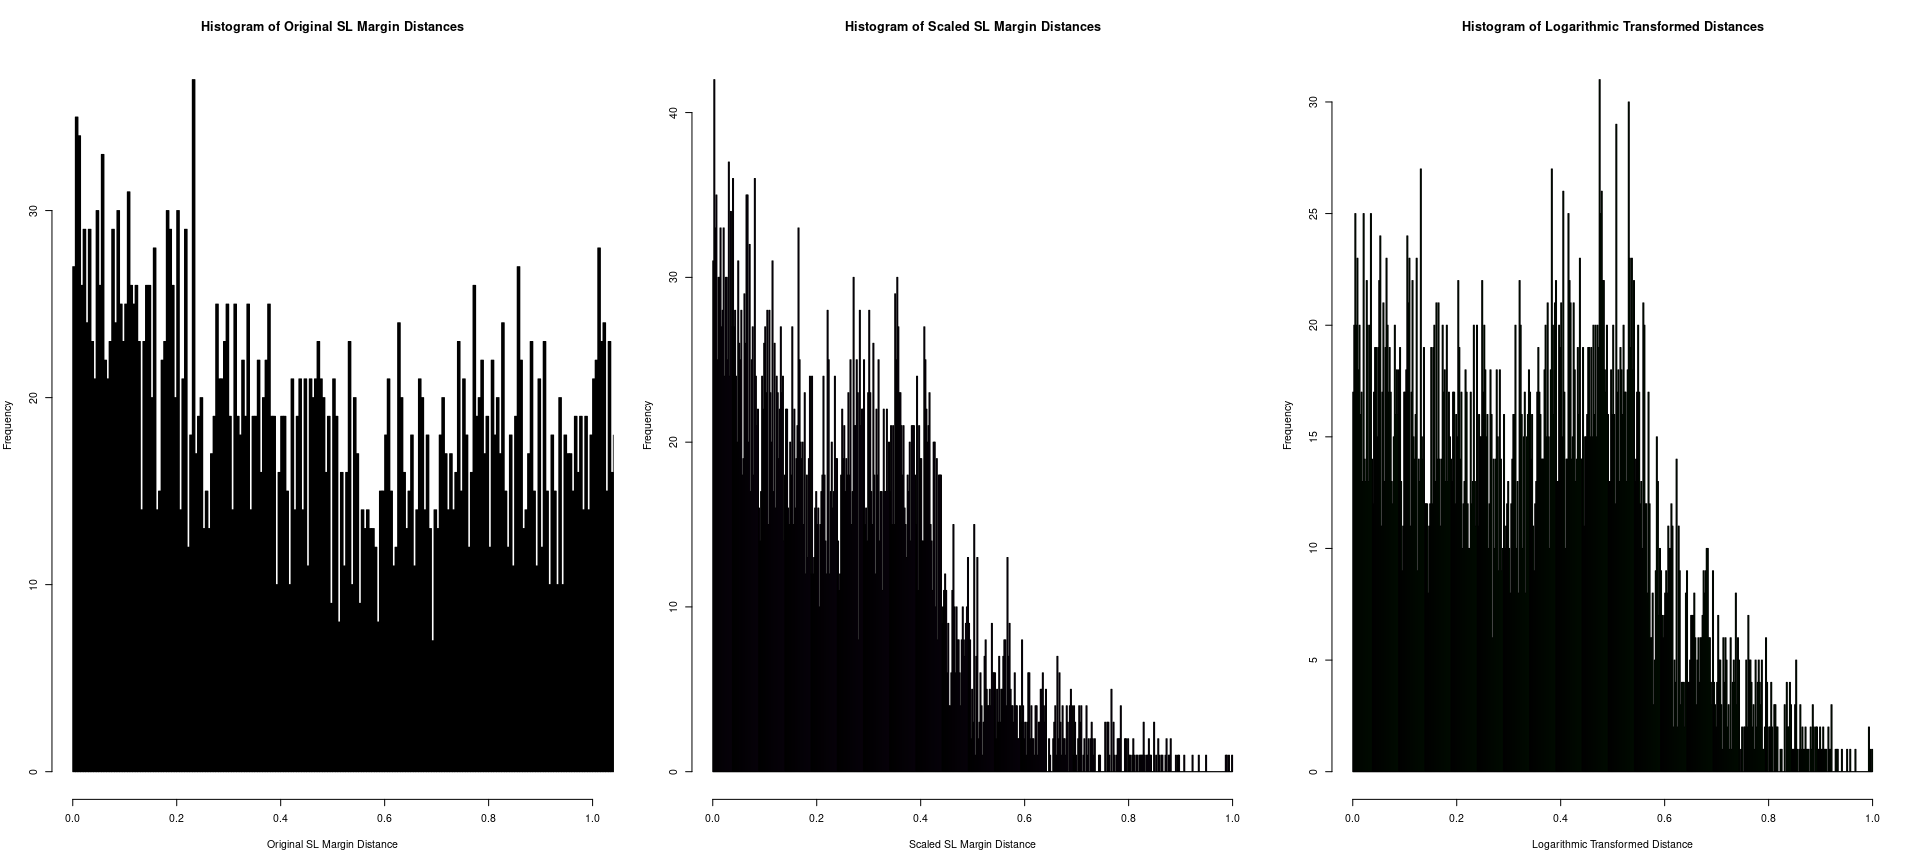 Histogram of Original SL Margin Distances
Frequency
30
20
10
0
0.0 0.2 0.4 0.6 0.8 1.0
Original SL Margin Distance
Histogram of Scaled SL Margin Distances
Frequency
40
30
20
10
0
0.0 0.2 0.4 0.6 0.8 1.0
Scaled SL Margin Distance
Histogram of Logarithmic Transformed Distances
Frequency
30
25
20
15
10
5
0
0.0 0.2 0.4 0.6 0.8 1.0
Logarithmic Transformed Distance